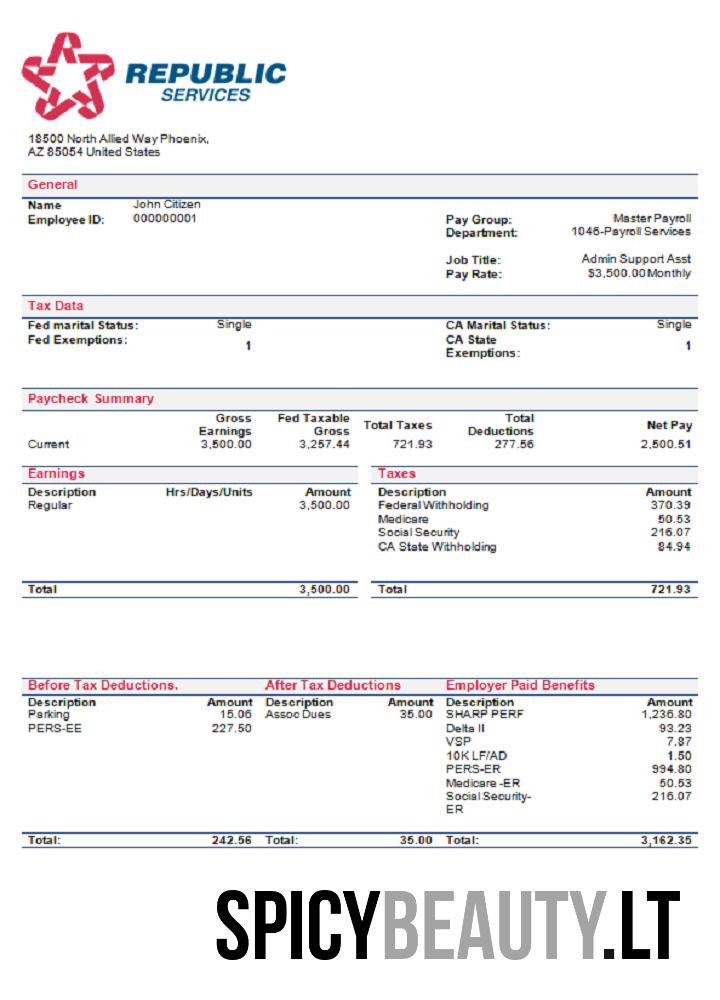 REPUBLIC
SERVICES
18500 North Allied Way Phoenix,
AZ 85054 United States
General
Name John Citizen
Employee ID: 000000001
Pay Group: Master Payroll
Department: 1046-Payroll Services
Job Title: Admin Support Asst
Pay Rate: $3,500.00Monthly
Tax Data
Fed marital Status: Single
Fed Exemptions: 1
CA Marital Status: Single
CA State
Exemptions: 1
Paycheck Summary
Gross Earnings Fed Taxable Gross Total Taxes Total Deductions Net Pay
Current 3,500.00 3,257.44 721.93 277.56 2,500.51
Earnings
Description Hrs/Days/Units Amount
Regular 3,500.00
Total 3,500.00
Taxes
Description Amount
Federal Withholding 370.39
Medicare 50.53
Social Security 216.07
CA State Withholding 84.94
Total 721.93
Before Tax Deductions.
Description Amount
Parking 15.06
PERS-EE 227.50
Total: 242.56
After Tax Deductions
Description Amount
Assoc Dues 35.00
Total: 35.00
Employer Paid Benefits
Description Amount
SHARP PERF 1,236.80
Delta II 93.23
VSP 7.87
10K LF/AD 1.50
PERS-ER 994.80
Medicare -ER 50.53
Social Security- 216.07
ER
Total: 3,162.35
SPICYBEAUTY.LT